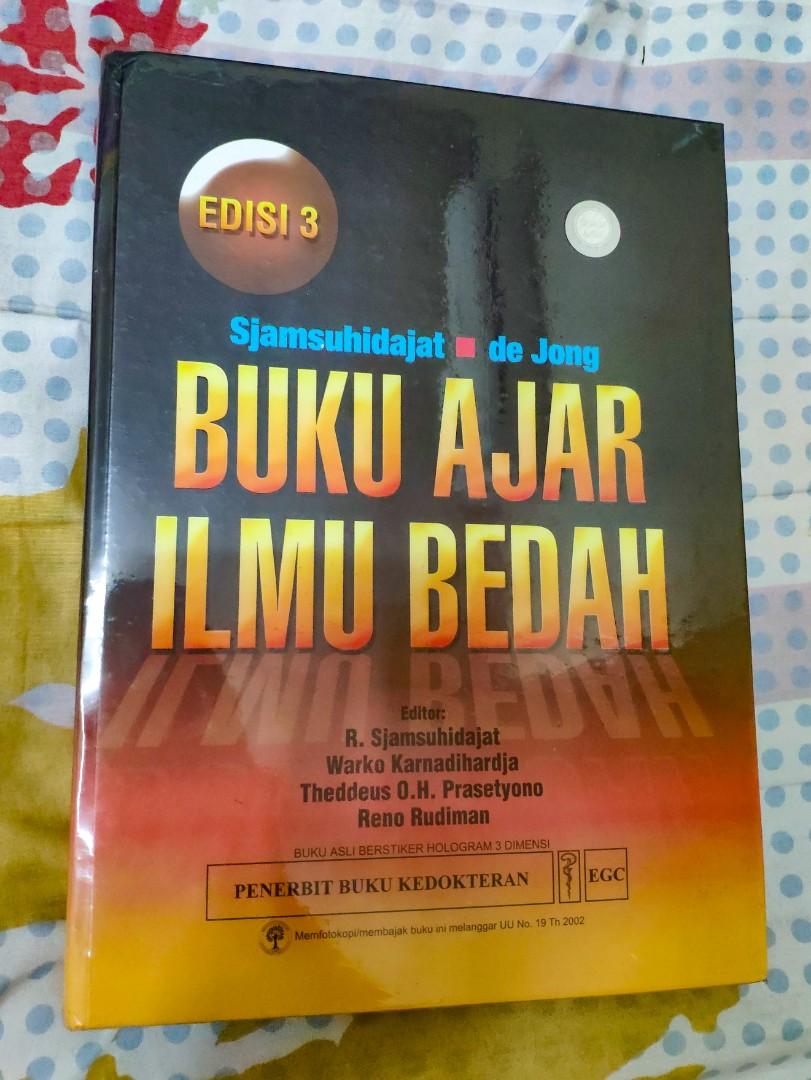 EDISI 3
Sjamsuhidajat ■ de Jong
BUKU AJAR
ILMU BEDAH
Editor:
R. Sjamsuhidajat
Warko Karnadihardja
Theddeus O.H. Prasetyono
Reno Rudiman
BUKU ASLI BERSTIKER HOLOGRAM 3 DIMENSI
PENERBIT BUKU KEDOKTERAN EGC
Memfotokopi/membajak buku ini melanggar UU No. 19 Th 2002